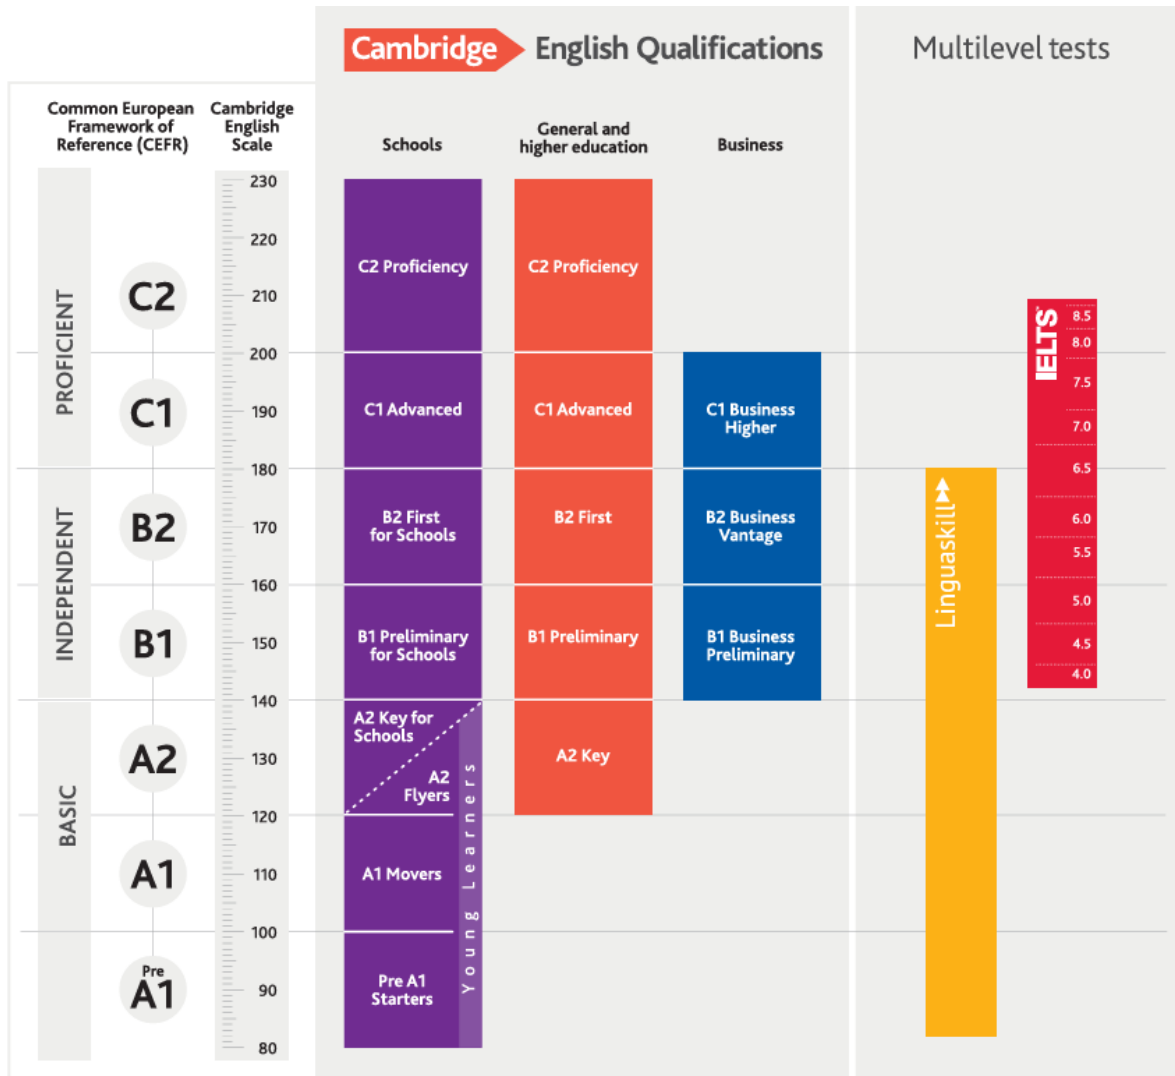 Cambridge English Qualifications
Multilevel tests
Common European
Framework of
Reference (CEFR)
Cambridge
English
Scale
Schools
General and
higher education
Business
PROFICIENT
INDEPENDENT
BASIC
C2
C1
B2
B1
A2
A1
Pre
A1
230
220
210
200
190
180
170
160
150
140
130
120
110
100
90
80
C2 Proficiency
C1 Advanced
B2 First
for Schools
B1 Preliminary
for Schools
A2 Key for
Schools
A2
Flyers
A1 Movers
Pre A1
Starters
Young Learners
C2 Proficiency
C1 Advanced
B2 First
B1 Preliminary
A2 Key
C1 Business
Higher
B2 Business
Vantage
B1 Business
Preliminary
Linguaskill
IELTS
8.5
8.0
7.5
7.0
6.5
6.0
5.5
5.0
4.5
4.0